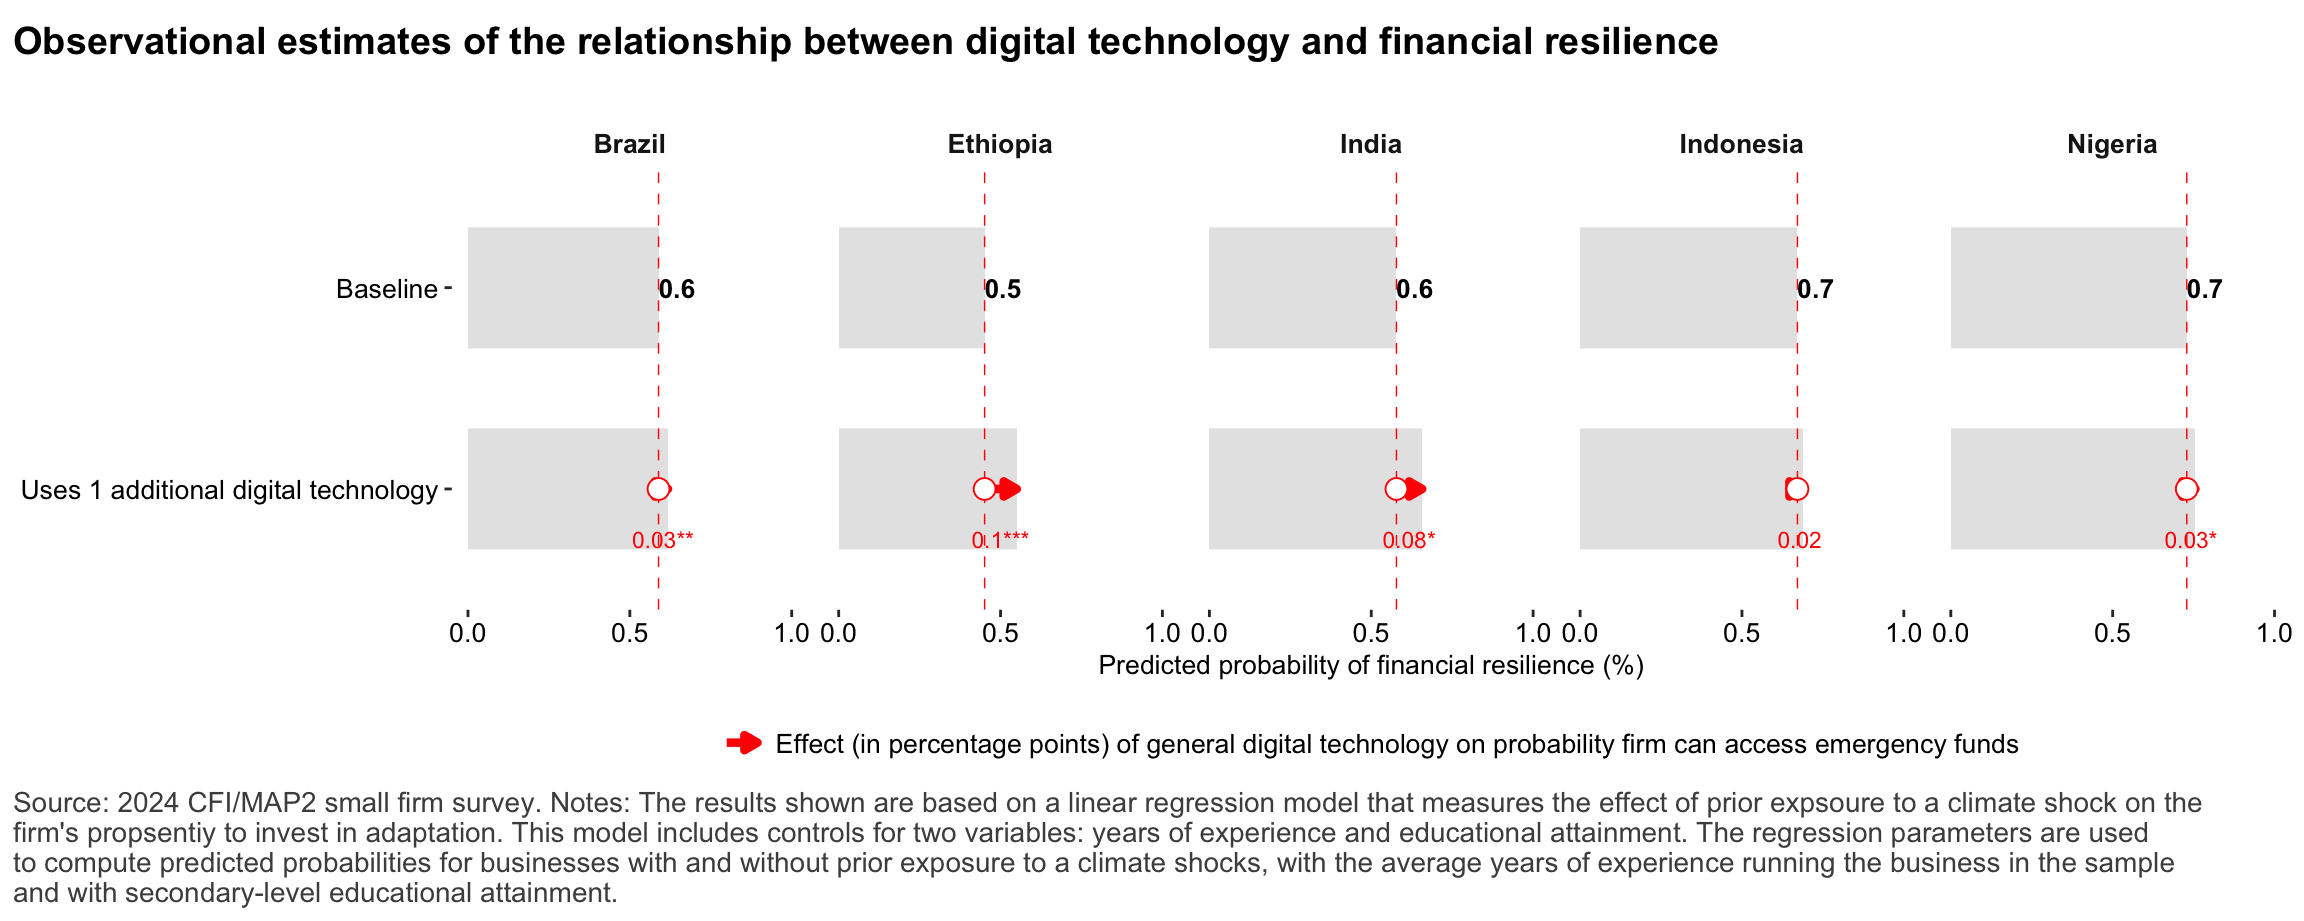 Observational estimates of the relationship between digital technology and financial resilience
Brazil Ethiopia India Indonesia Nigeria
Baseline 0.6 0.5 0.6 0.7 0.7
Uses 1 additional digital technology
0.03** 0.1*** 0.08* 0.02 0.03*
0.0 0.5 1.0 0.0 0.5 1.0 0.0 0.5 1.0 0.0 0.5 1.0 0.0 0.5 1.0
Predicted probability of financial resilience (%)
Effect (in percentage points) of general digital technology on probability firm can access emergency funds
Source: 2024 CFI/MAP2 small firm survey. Notes: The results shown are based on a linear regression model that measures the effect of prior expsoure to a climate shock on the
firm's propsentiy to invest in adaptation. This model includes controls for two variables: years of experience and educational attainment. The regression parameters are used
to compute predicted probabilities for businesses with and without prior exposure to a climate shocks, with the average years of experience running the business in the sample
and with secondary-level educational attainment.